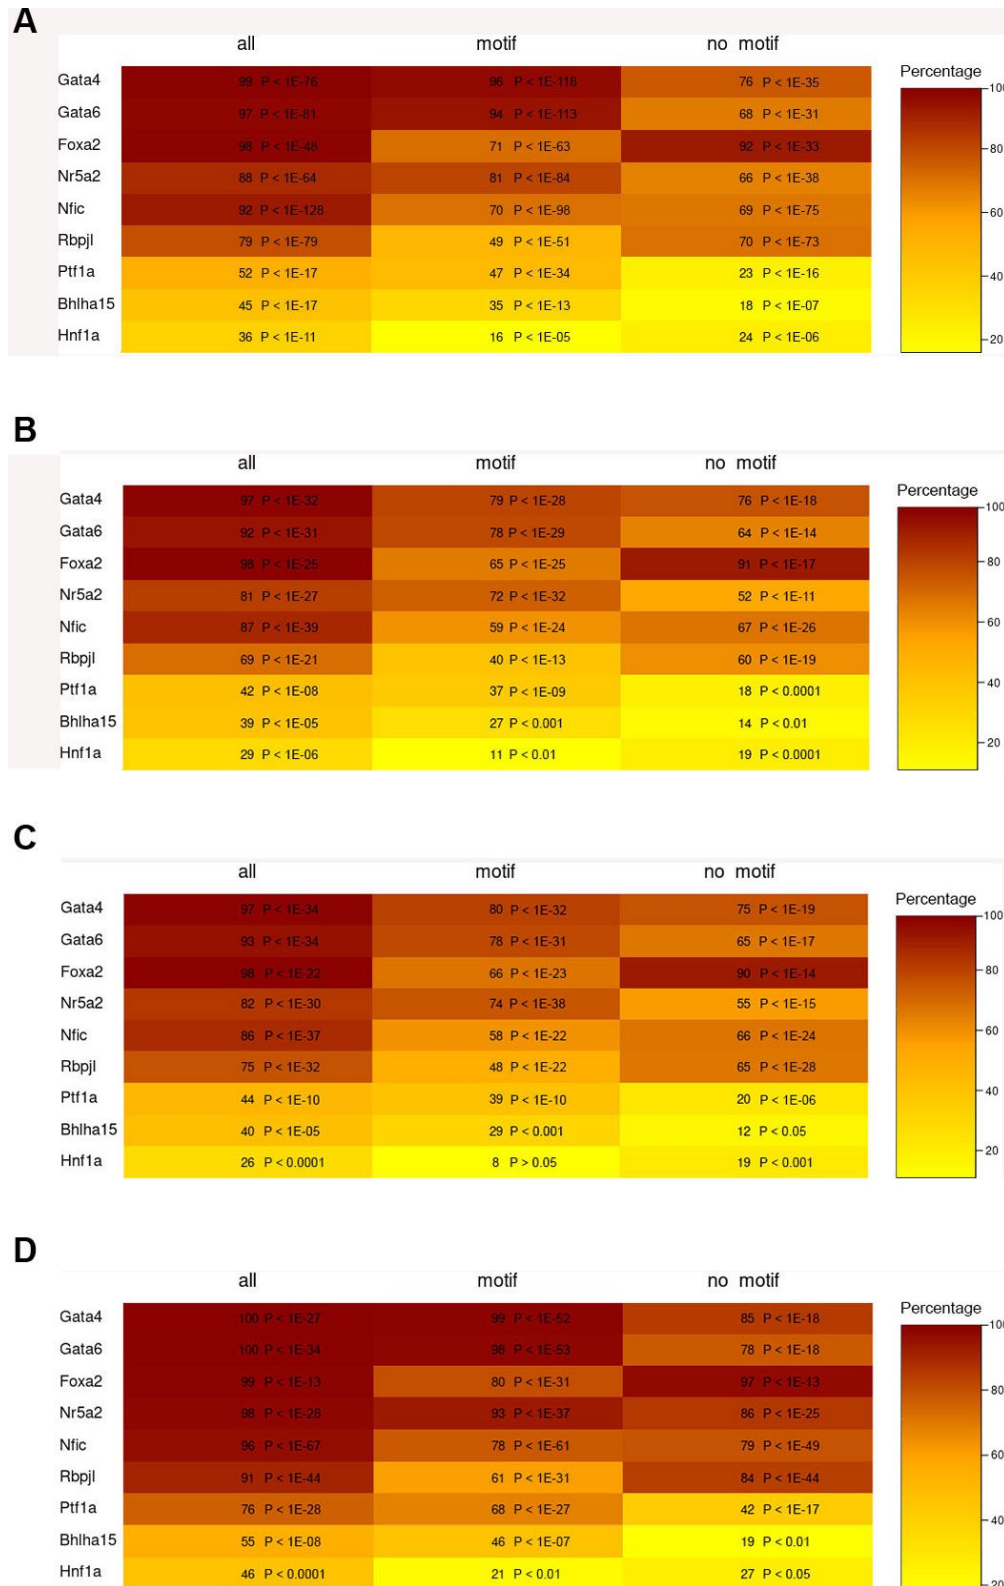 A
all motif no motif
Percentage
Gata4 99 P < 1E-76 96 P < 1E-118 76 P < 1E-35
100
Gata6 97 P < 1E-81 94 P < 1E-113 68 P < 1E-31
Foxa2 98 P < 1E-48 71 P < 1E-63 92 P < 1E-33
80
Nr5a2 88 P < 1E-64 81 P < 1E-84 66 P < 1E-38
Nfic 92 P < 1E-128 70 P < 1E-98 69 P < 1E-75
60
Rbpjl 79 P < 1E-79 49 P < 1E-51 70 P < 1E-73
Ptf1a 52 P < 1E-17 47 P < 1E-34 23 P < 1E-16
40
Bhlha15 45 P < 1E-17 35 P < 1E-13 18 P < 1E-07
Hnf1a 36 P < 1E-11 16 P < 1E-05 24 P < 1E-06
20
B
all motif no motif
Percentage
Gata4 97 P < 1E-32 79 P < 1E-28 76 P < 1E-18
100
Gata6 92 P < 1E-31 78 P < 1E-29 64 P < 1E-14
Foxa2 98 P < 1E-25 65 P < 1E-25 91 P < 1E-17
80
Nr5a2 81 P < 1E-27 72 P < 1E-32 52 P < 1E-11
Nfic 87 P < 1E-39 59 P < 1E-24 67 P < 1E-26
60
Rbpjl 69 P < 1E-21 40 P < 1E-13 60 P < 1E-19
Ptf1a 42 P < 1E-08 37 P < 1E-09 18 P < 0.0001
40
Bhlha15 39 P < 1E-05 27 P < 0.001 14 P < 0.01
Hnf1a 29 P < 1E-06 11 P < 0.01 19 P < 0.0001
20
C
all motif no motif
Percentage
Gata4 97 P < 1E-34 80 P < 1E-32 75 P < 1E-19
100
Gata6 93 P < 1E-34 78 P < 1E-31 65 P < 1E-17
Foxa2 98 P < 1E-22 66 P < 1E-23 90 P < 1E-14
80
Nr5a2 82 P < 1E-30 74 P < 1E-38 55 P < 1E-15
Nfic 86 P < 1E-37 58 P < 1E-22 66 P < 1E-24
60
Rbpjl 75 P < 1E-32 48 P < 1E-22 65 P < 1E-28
Ptf1a 44 P < 1E-10 39 P < 1E-10 20 P < 1E-06
40
Bhlha15 40 P < 1E-05 29 P < 0.001 12 P < 0.05
Hnf1a 26 P < 0.0001 8 P > 0.05 19 P < 0.001
20
D
all motif no motif
Percentage
Gata4 100 P < 1E-27 99 P < 1E-52 85 P < 1E-18
100
Gata6 100 P < 1E-34 98 P < 1E-53 78 P < 1E-18
Foxa2 99 P < 1E-13 80 P < 1E-31 97 P < 1E-13
80
Nr5a2 98 P < 1E-28 93 P < 1E-37 86 P < 1E-25
Nfic 96 P < 1E-67 78 P < 1E-61 79 P < 1E-49
60
Rbpjl 91 P < 1E-44 61 P < 1E-31 84 P < 1E-44
Ptf1a 76 P < 1E-28 68 P < 1E-27 42 P < 1E-17
40
Bhlha15 55 P < 1E-08 46 P < 1E-07 19 P < 0.01
Hnf1a 46 P < 0.0001 21 P < 0.01 27 P < 0.05
20